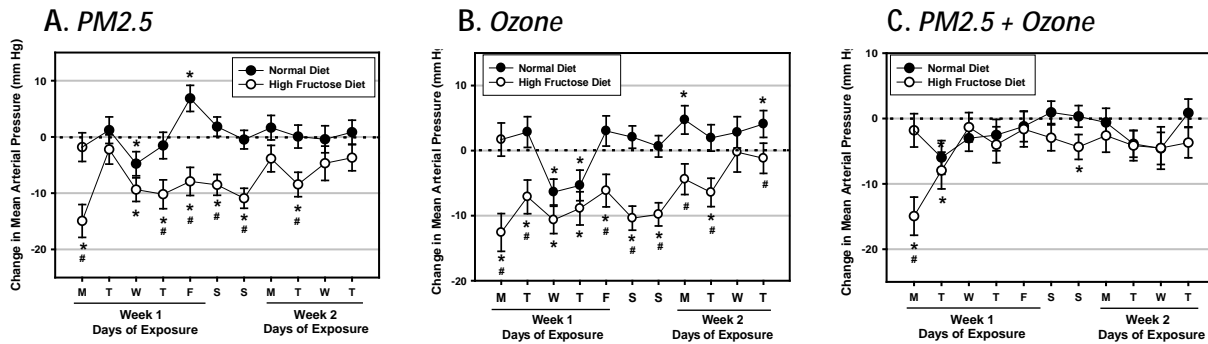 A. PM2.5
Change in Mean Arterial Pressure (mm Hg)
10
0
-10
-20
Normal Diet
High Fructose Diet
*
*
*
#
*
*
#
*
#
*
#
*
#
*
#
M T W T F S S M T W T
Week 1
Days of Exposure
Week 2
Days of Exposure
B. Ozone
Change in Mean Arterial Pressure (mm Hg)
10
0
-10
-20
Normal Diet
High Fructose Diet
*
*
*
*
*
#
*
#
*
*
#
*
#
*
#
#
*
#
#
M T W T F S S M T W T
Week 1
Days of Exposure
Week 2
Days of Exposure
C. PM2.5 + Ozone
Change in Mean Arterial Pressure (mm Hg)
10
0
-10
-20
Normal Diet
High Fructose Diet
*
#
*
*
*
M T W T F S S M T W T
Week 1
Days of Exposure
Week 2
Days of Exposure